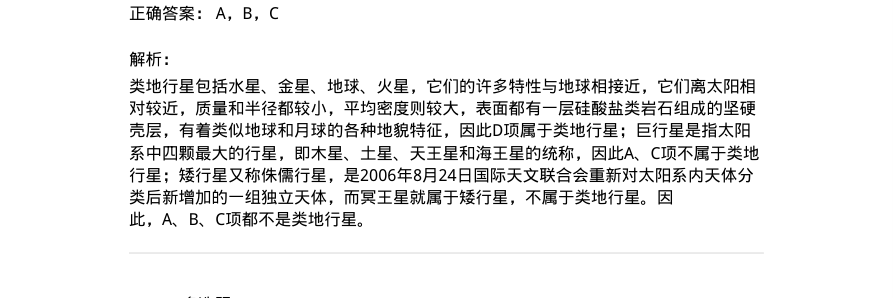 正确答案： A，B，C
解析：
类地行星包括水星、金星、地球、火星，它们的许多特性与地球相接近，它们离太阳相
对较近，质量和半径都较小，平均密度则较大，表面都有一层硅酸盐类岩石组成的坚硬
壳层，有着类似地球和月球的各种地貌特征，因此D项属于类地行星；巨行星是指太阳
系中四颗最大的行星，即木星、土星、天王星和海王星的统称，因此A、C项不属于类地
行星；矮行星又称侏儒行星，是2006年8月24日国际天文联合会重新对太阳系内天体分
类后新增加的一组独立天体，而冥王星就属于矮行星，不属于类地行星。因
此，A、B、C项都不是类地行星。